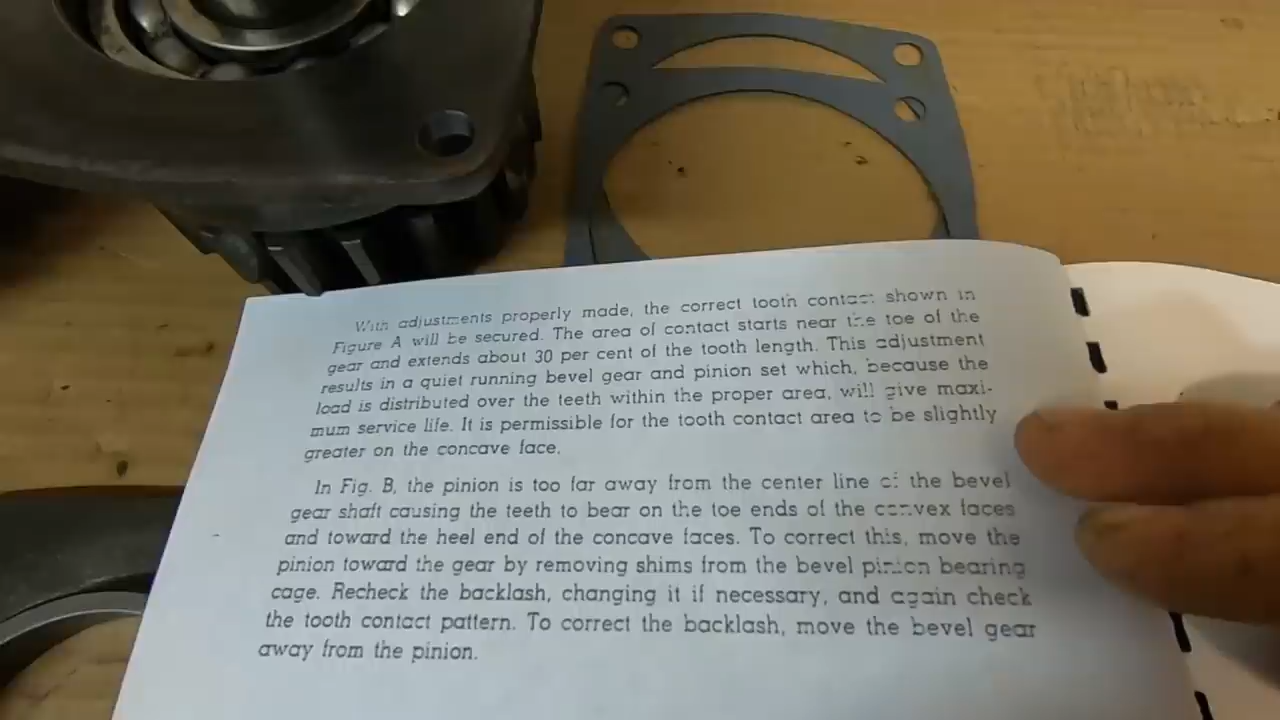 With adjustments properly made, the correct tooth contact shown in
Figure A will be secured. The area of contact starts near the toe of the
gear and extends about 30 per cent of the tooth length. This adjustment
results in a quiet running bevel gear and pinion set which, because the
load is distributed over the teeth within the proper area, will give maxi-
mum service life. It is permissible for the tooth contact area to be slightly
greater on the concave face.
In Fig. B, the pinion is too far away from the center line of the bevel
gear shaft causing the teeth to bear on the toe ends of the convex faces
and toward the heel end of the concave faces. To correct this, move the
pinion toward the gear by removing shims from the bevel pinion bearing
cage. Recheck the backlash, changing it if necessary, and again check
the tooth contact pattern. To correct the backlash, move the bevel gear
away from the pinion.